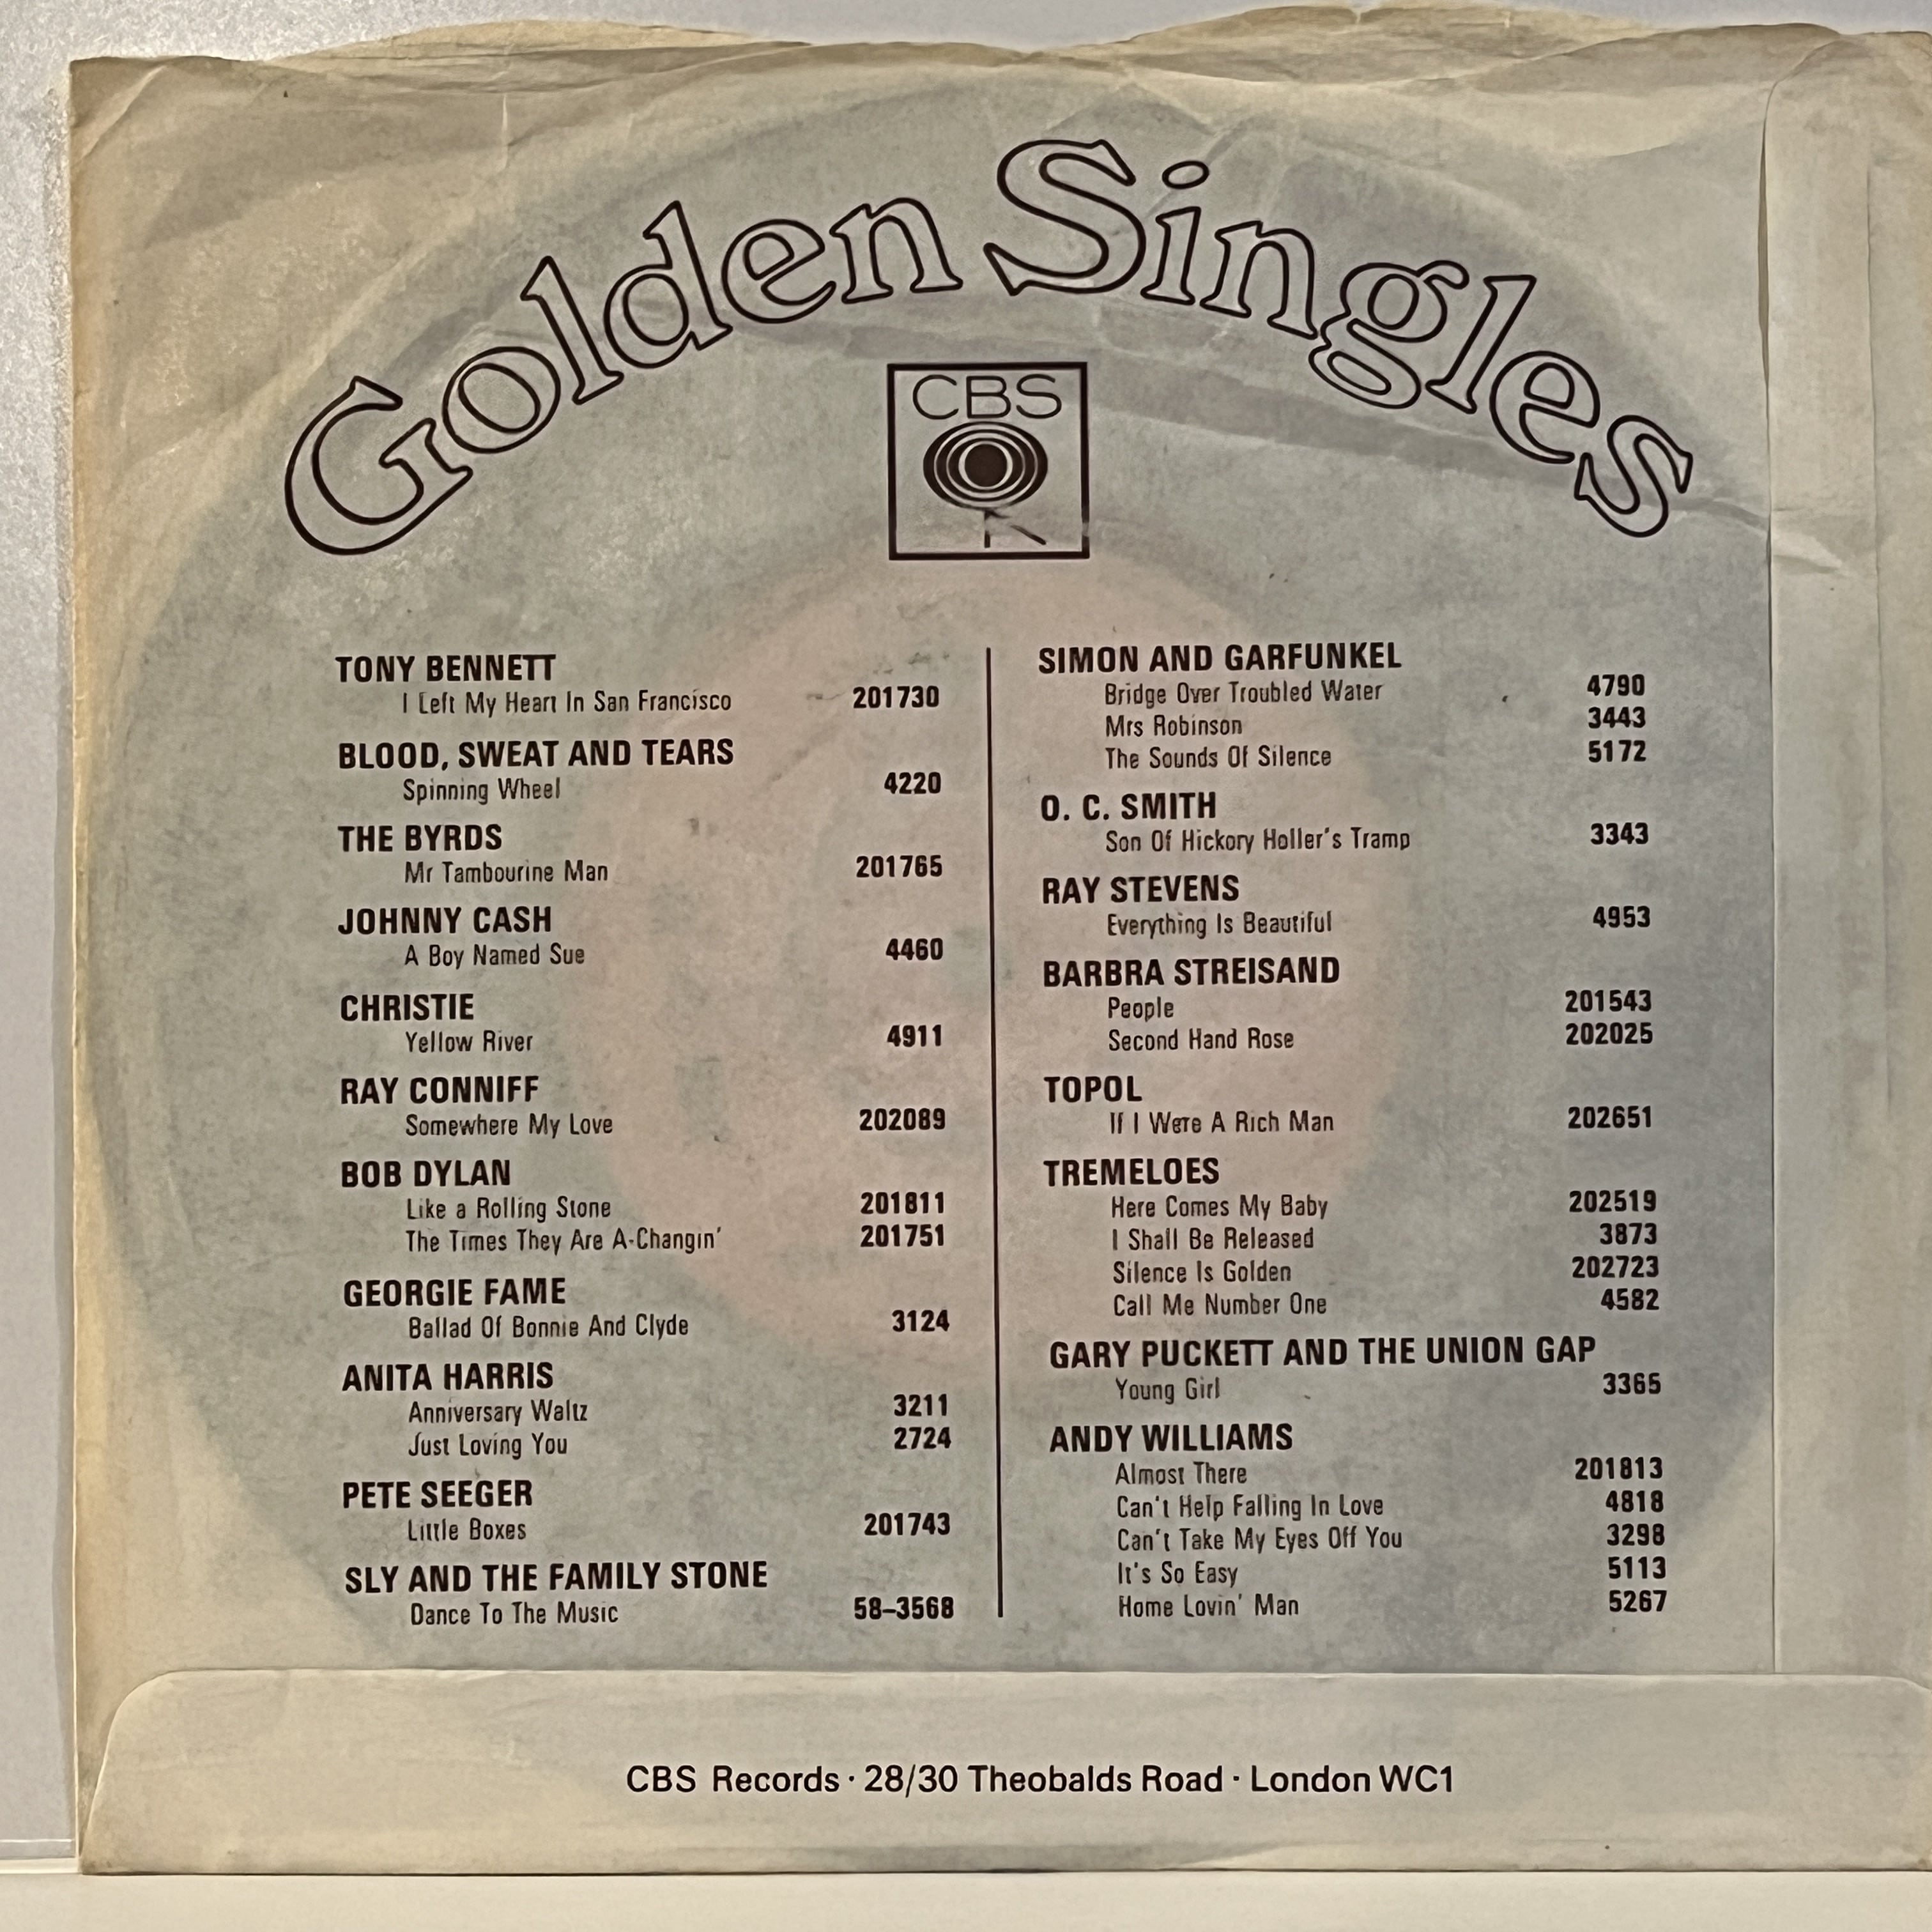 Golden Singles
CBS
TONY BENNETT
I Left My Heart In San Francisco 201730
BLOOD, SWEAT AND TEARS
Spinning Wheel 4220
THE BYRDS
Mr Tambourine Man 201765
JOHNNY CASH
A Boy Named Sue 4460
CHRISTIE
Yellow River 4911
RAY CONNIFF
Somewhere My Love 202089
BOB DYLAN
Like a Rolling Stone 201811
The Times They Are A-Changin' 201751
GEORGIE FAME
Ballad Of Bonnie And Clyde 3124
ANITA HARRIS
Anniversary Waltz 3211
Just Loving You 2724
PETE SEEGER
Little Boxes 201743
SLY AND THE FAMILY STONE
Dance To The Music 58–3568
SIMON AND GARFUNKEL
Bridge Over Troubled Water 4790
Mrs Robinson 3443
The Sounds Of Silence 5172
O. C. SMITH
Son Of Hickory Holler's Tramp 3343
RAY STEVENS
Everything Is Beautiful 4953
BARBRA STREISAND
People 201543
Second Hand Rose 202025
TOPOL
If I Were A Rich Man 202651
TREMELOES
Here Comes My Baby 202519
I Shall Be Released 3873
Silence Is Golden 202723
Call Me Number One 4582
GARY PUCKETT AND THE UNION GAP
Young Girl 3365
ANDY WILLIAMS
Almost There 201813
Can't Help Falling In Love 4818
Can't Take My Eyes Off You 3298
It's So Easy 5113
Home Lovin' Man 5267
CBS Records · 28/30 Theobalds Road · London WC1